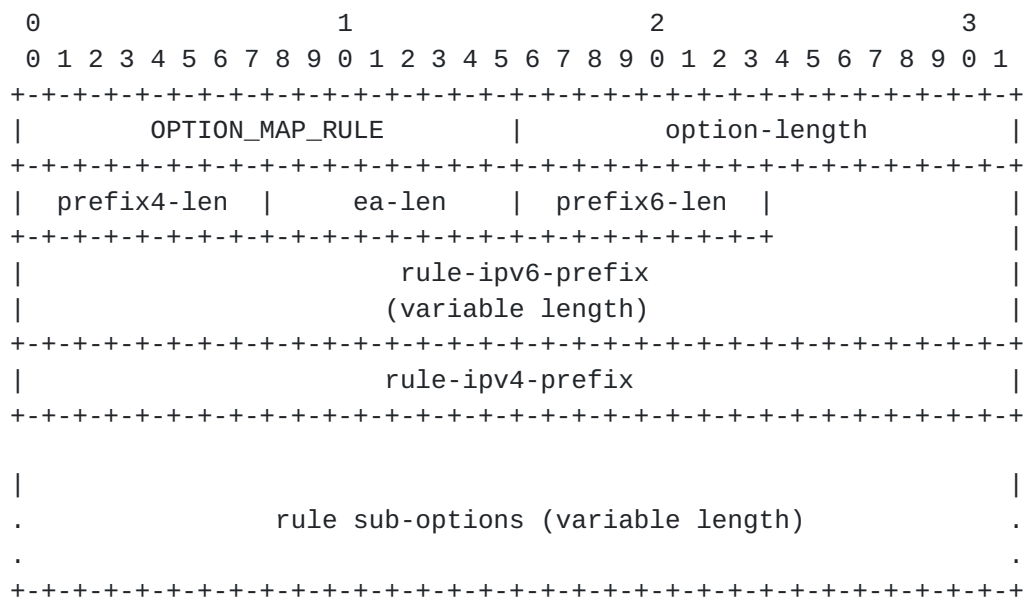 0                   1                   2                   3
 0 1 2 3 4 5 6 7 8 9 0 1 2 3 4 5 6 7 8 9 0 1 2 3 4 5 6 7 8 9 0 1
+-+-+-+-+-+-+-+-+-+-+-+-+-+-+-+-+-+-+-+-+-+-+-+-+-+-+-+-+-+-+-+-+
|        OPTION_MAP_RULE        |         option-length         |
+-+-+-+-+-+-+-+-+-+-+-+-+-+-+-+-+-+-+-+-+-+-+-+-+-+-+-+-+-+-+-+-+
|  prefix4-len  |     ea-len    |  prefix6-len  |               |
+-+-+-+-+-+-+-+-+-+-+-+-+-+-+-+-+-+-+-+-+-+-+-+-+               |
|                        rule-ipv6-prefix                       |
|                       (variable length)                       |
+-+-+-+-+-+-+-+-+-+-+-+-+-+-+-+-+-+-+-+-+-+-+-+-+-+-+-+-+-+-+-+-+
|                       rule-ipv4-prefix                        |
+-+-+-+-+-+-+-+-+-+-+-+-+-+-+-+-+-+-+-+-+-+-+-+-+-+-+-+-+-+-+-+-+
|                                                               |
.                rule sub-options (variable length)             .
.                                                               .
+-+-+-+-+-+-+-+-+-+-+-+-+-+-+-+-+-+-+-+-+-+-+-+-+-+-+-+-+-+-+-+-+